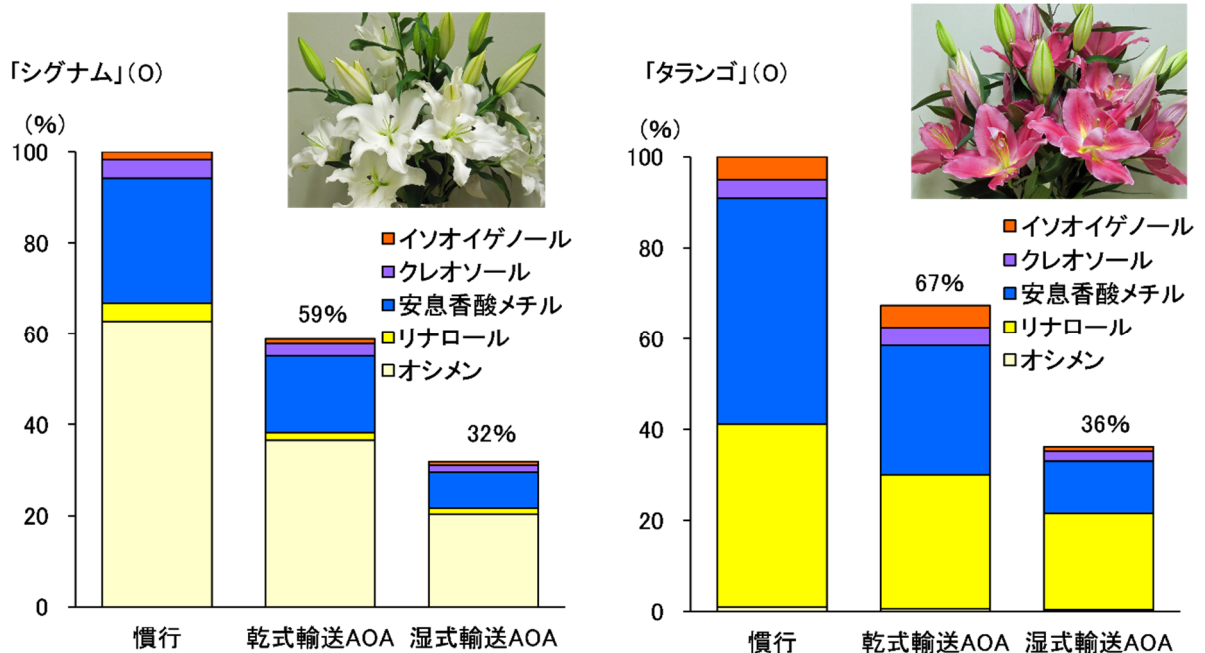 「シグナム」(O)
(%)
100
80
60
40
20
0
59%
32%
■イソオイゲノール
■クレオソール
■安息香酸メチル
■リナロール
□オシメン
慣行
乾式輸送AOA
湿式輸送AOA
「タランゴ」(O)
(%)
100
80
60
40
20
0
67%
36%
■イソオイゲノール
■クレオソール
■安息香酸メチル
■リナロール
□オシメン
慣行
乾式輸送AOA
湿式輸送AOA